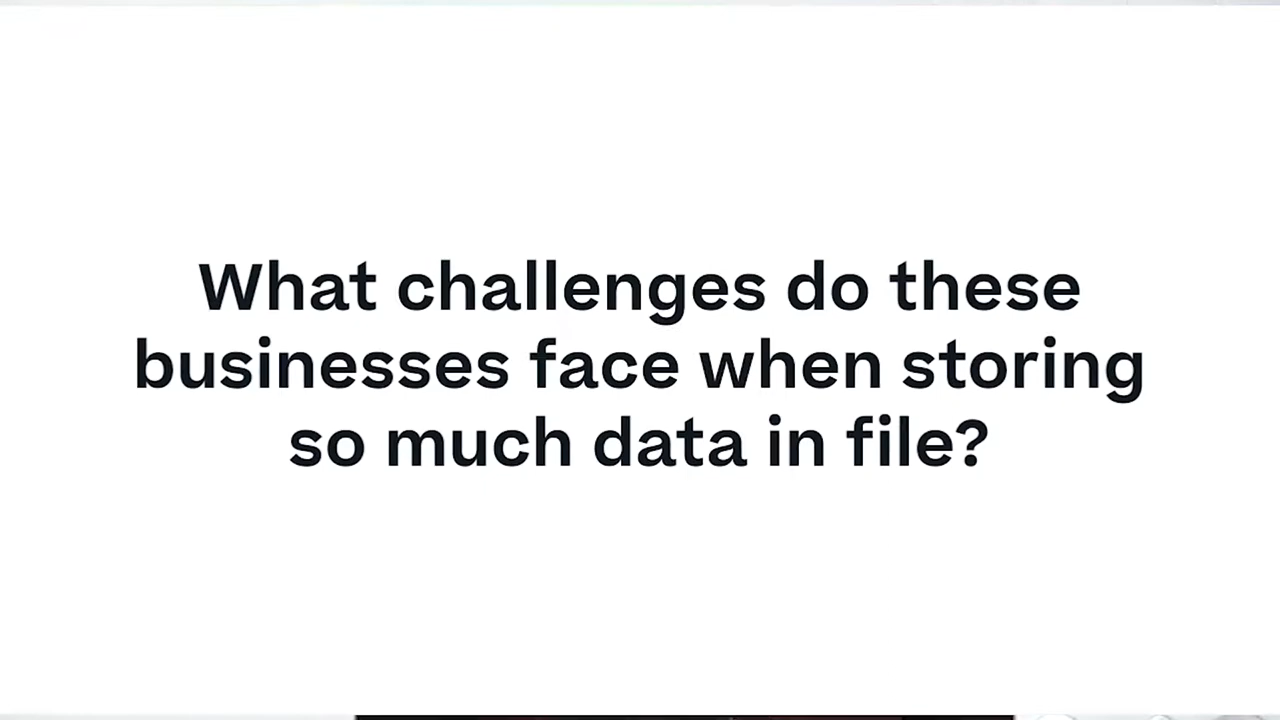 What challenges do these
businesses face when storing
so much data in file?